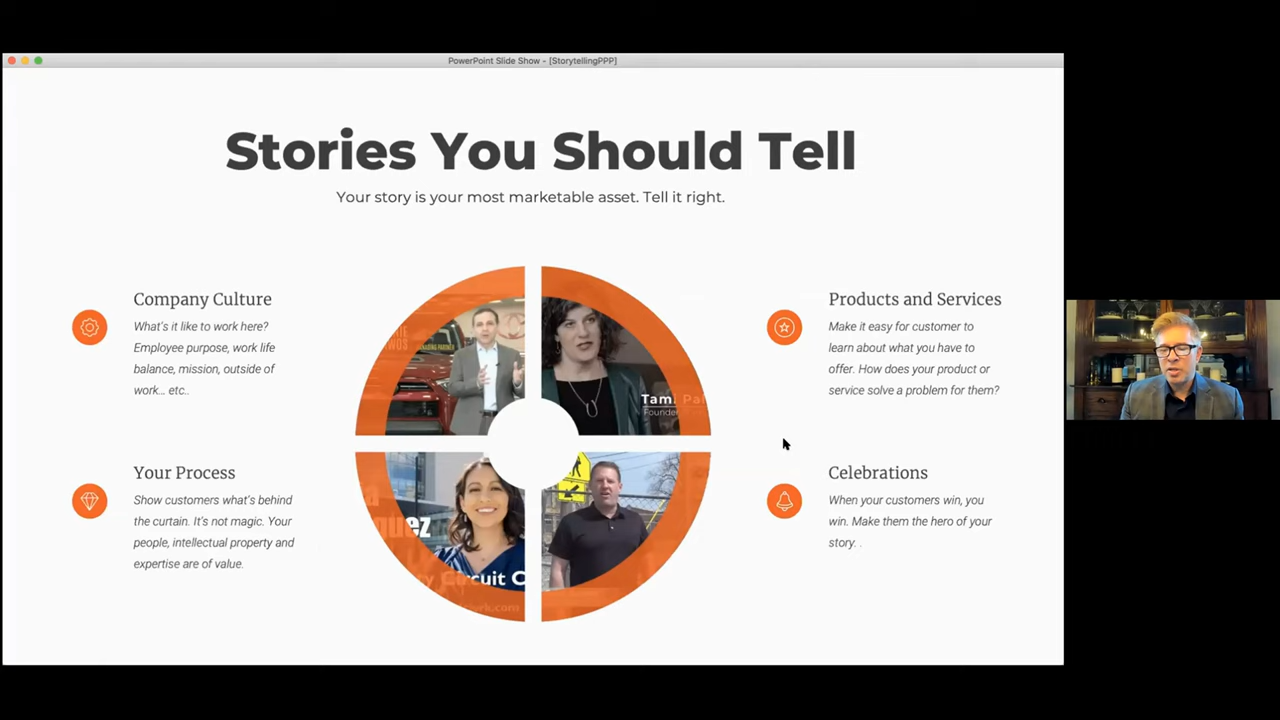 PowerPoint Slide Show - [StorytellingPPP]
Stories You Should Tell
Your story is your most marketable asset. Tell it right.
Company Culture
What's it like to work here?
Employee purpose, work life
balance, mission, outside of
work... etc..
Your Process
Show customers what's behind
the curtain. It's not magic. Your
people, intellectual property and
expertise are of value.
Tam
Founder
Circuit C
Products and Services
Make it easy for customer to
learn about what you have to
offer. How does your product or
service solve a problem for them?
Celebrations
When your customers win, you
win. Make them the hero of your
story. .